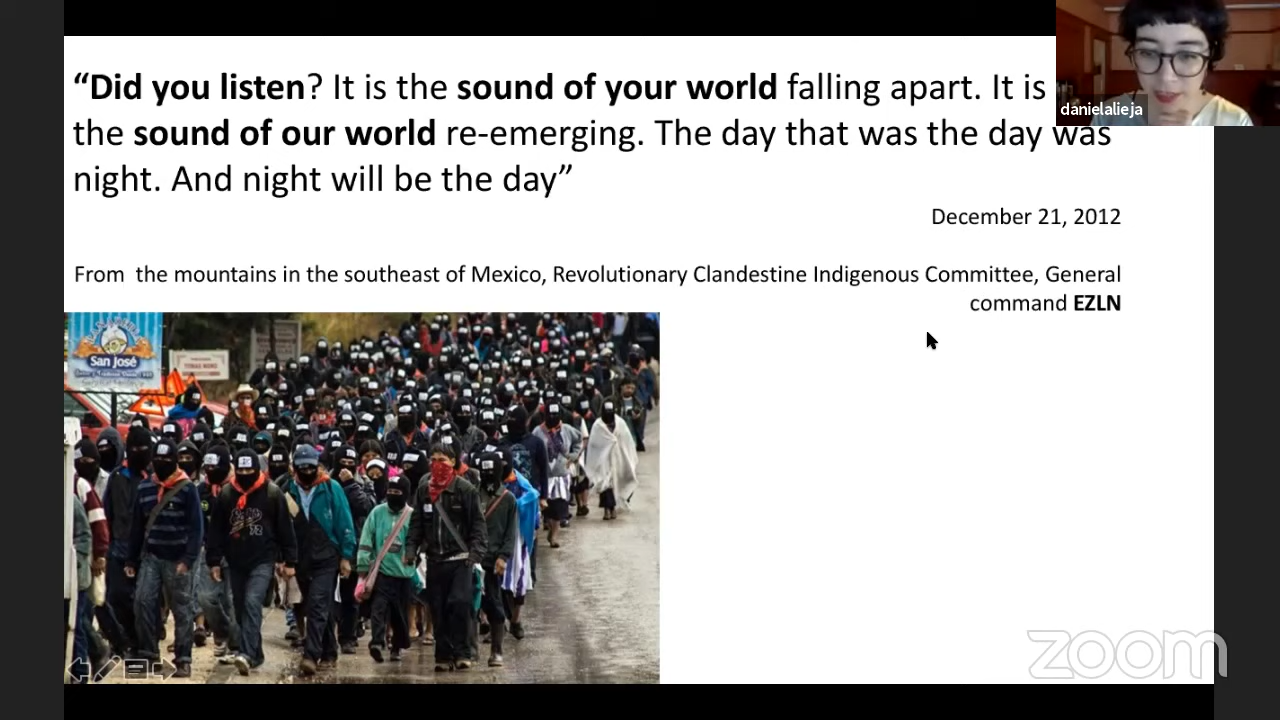 “Did you listen? It is the sound of your world falling apart. It is
the sound of our world re-emerging. The day that was the day was
night. And night will be the day”
December 21, 2012
From  the mountains in the southeast of Mexico, Revolutionary Clandestine Indigenous Committee, General
command EZLN
danielalieja
San José
zoom